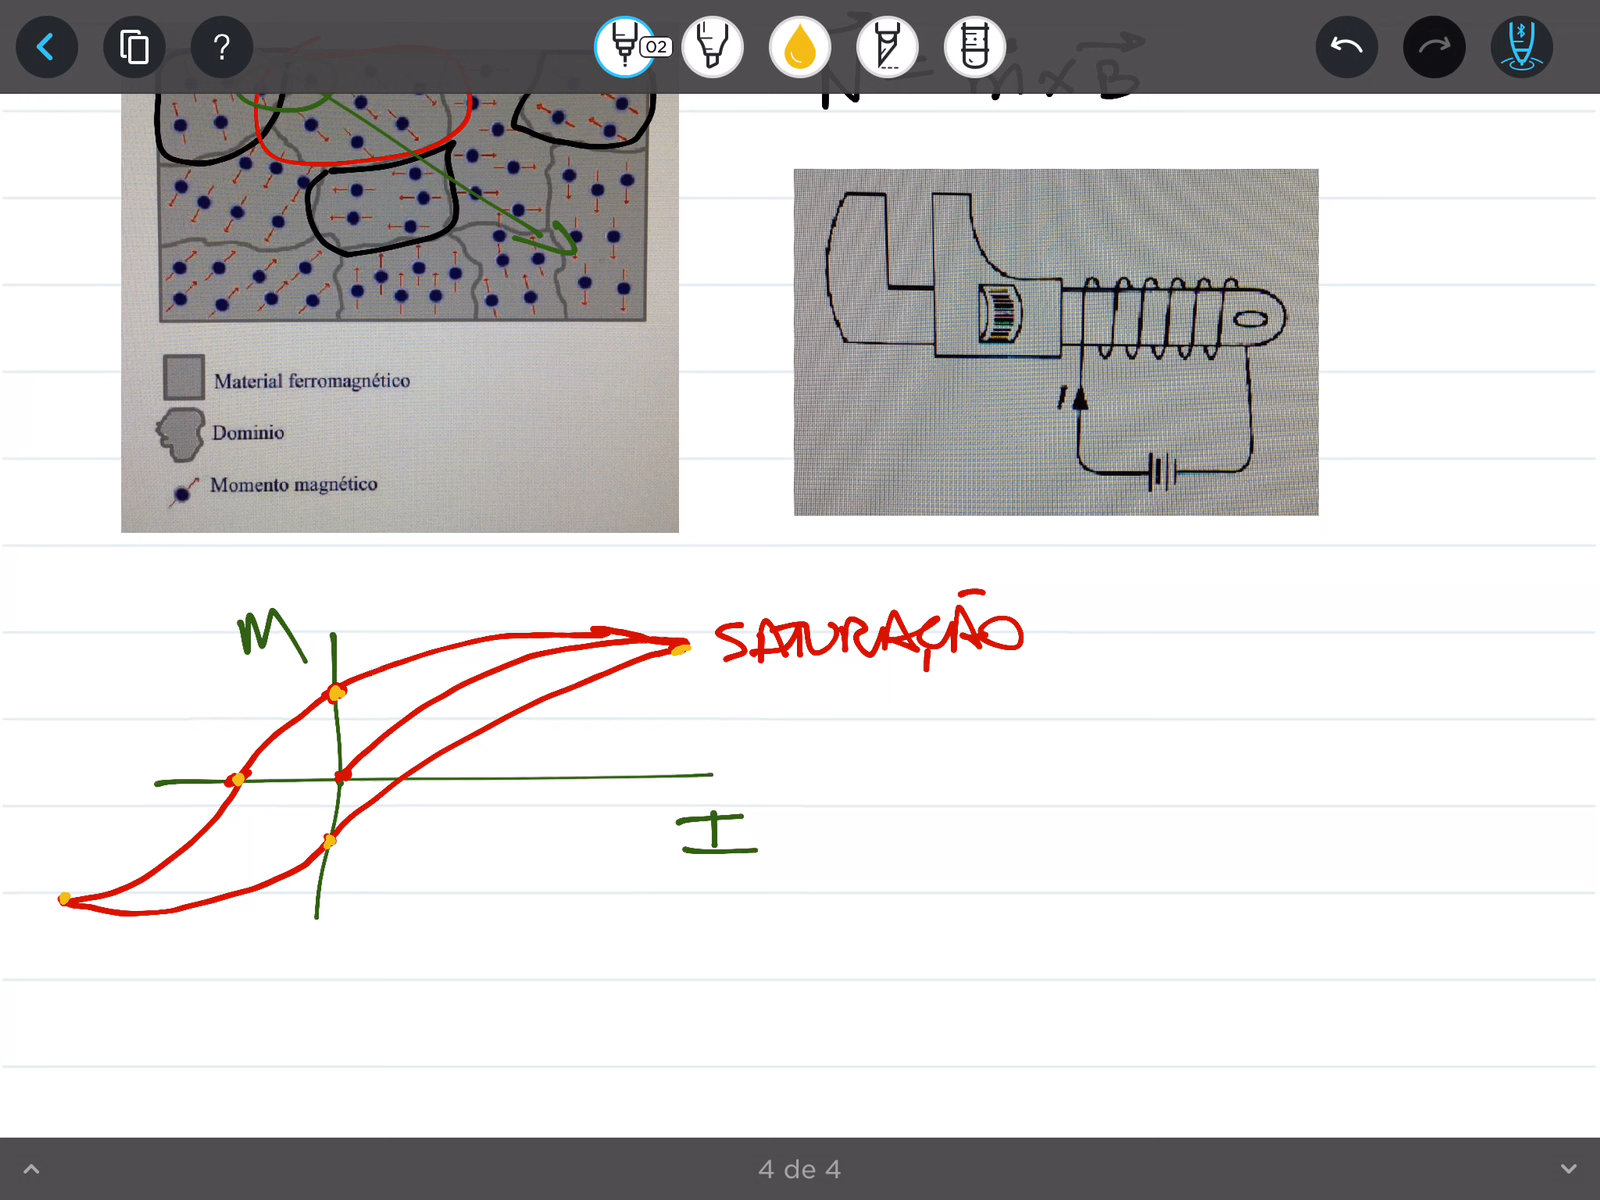 ?
02
N = m × B
Material ferromagnético
Dominio
Momento magnético
I
M
SATURAÇÃO
I
4 de 4